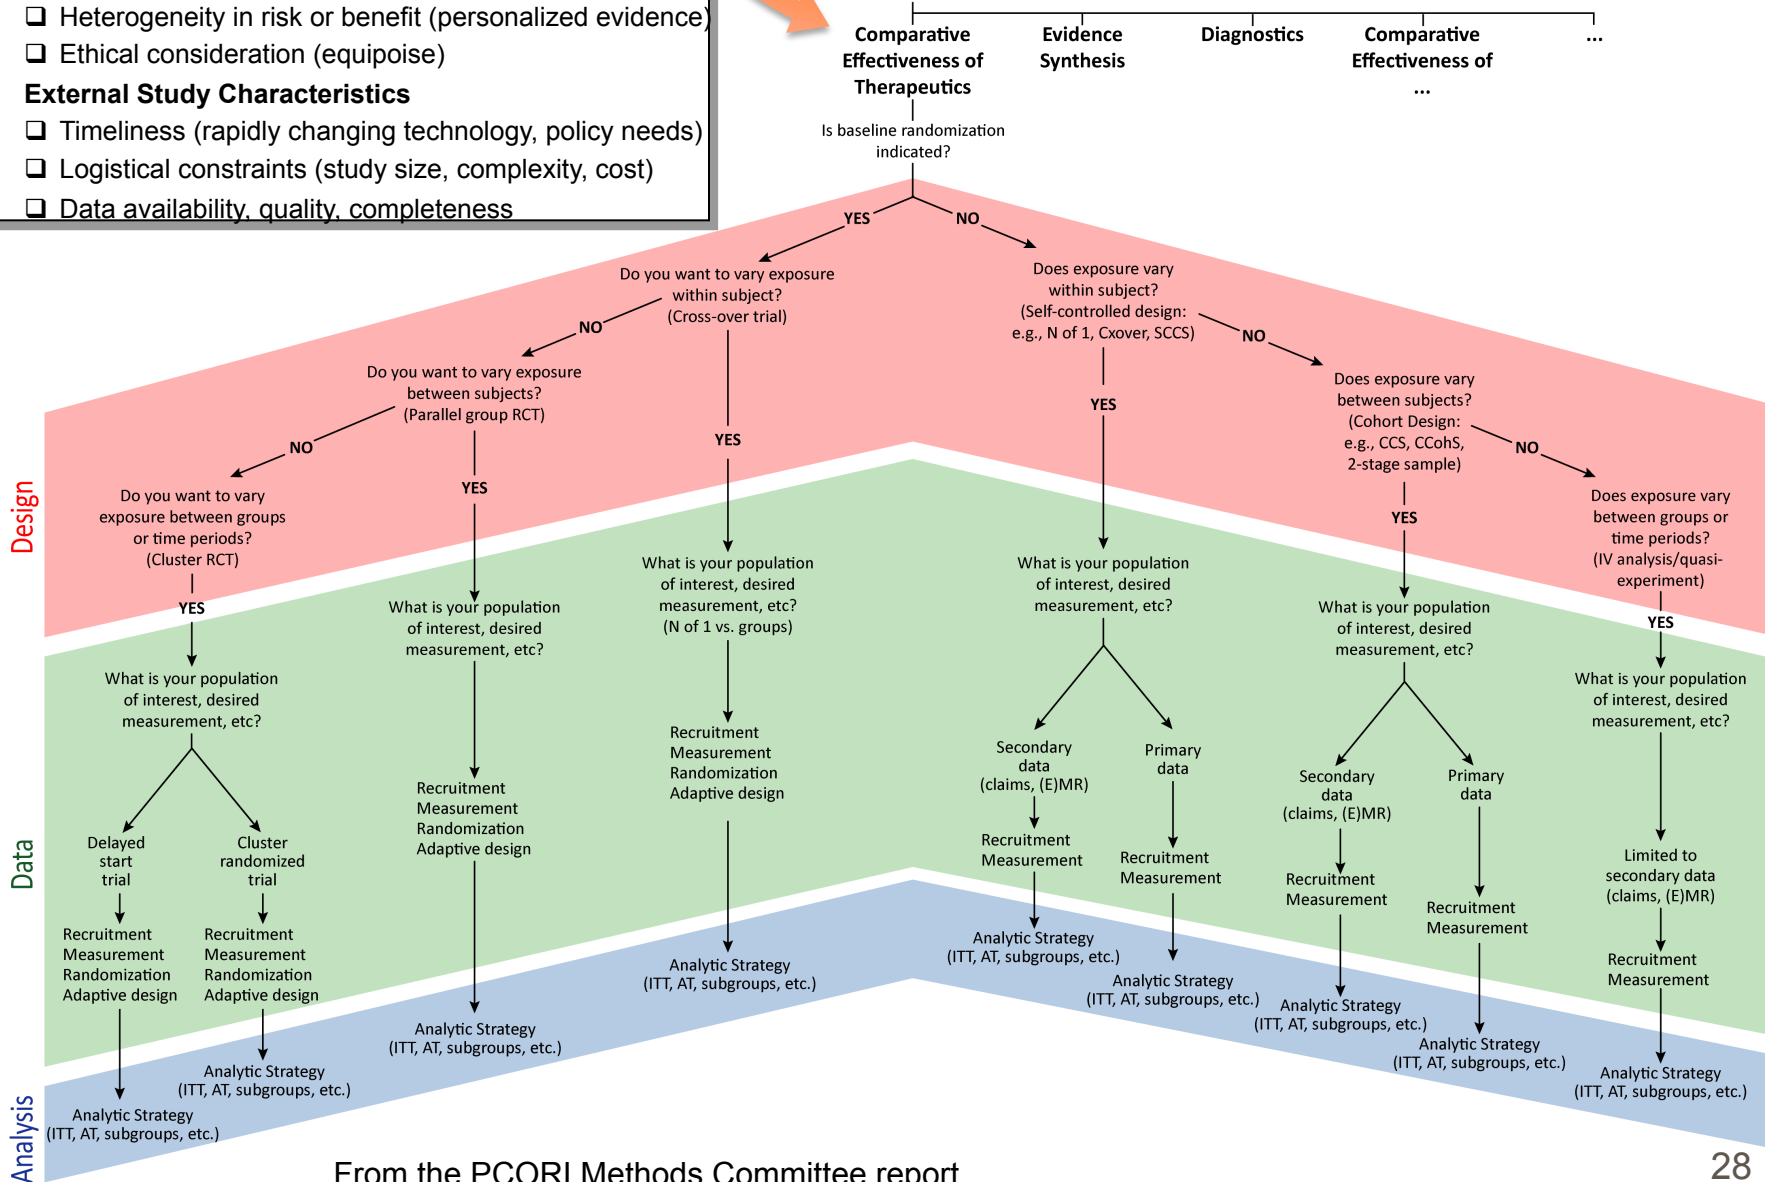 ❑ Heterogeneity in risk or benefit (personalized evidence)
❑ Ethical consideration (equipoise)
External Study Characteristics
❑ Timeliness (rapidly changing technology, policy needs)
❑ Logistical constraints (study size, complexity, cost)
❑ Data availability, quality, completeness
Comparative
Effectiveness of
Therapeutics
Evidence
Synthesis
Diagnostics
Comparative
Effectiveness of
...
...
Is baseline randomization
indicated?
YES
NO
Do you want to vary exposure
within subject?
(Cross-over trial)
Does exposure vary
within subject?
(Self-controlled design:
e.g., N of 1, Cxover, SCCS)
NO
NO
Do you want to vary exposure
between subjects?
(Parallel group RCT)
Does exposure vary
between subjects?
(Cohort Design:
e.g., CCS, CCohS,
2-stage sample)
YES
YES
NO
NO
Do you want to vary
exposure between groups
or time periods?
(Cluster RCT)
YES
YES
Does exposure vary
between groups or
time periods?
(IV analysis/quasi-
experiment)
YES
YES
Design
What is your population
of interest, desired
measurement, etc?
What is your population
of interest, desired
measurement, etc?
What is your population
of interest, desired
measurement, etc?
(N of 1 vs. groups)
What is your population
of interest, desired
measurement, etc?
What is your population
of interest, desired
measurement, etc?
What is your population
of interest, desired
measurement, etc?
Data
Delayed
start
trial
Cluster
randomized
trial
Recruitment
Measurement
Randomization
Adaptive design
Recruitment
Measurement
Randomization
Adaptive design
Recruitment
Measurement
Randomization
Adaptive design
Recruitment
Measurement
Randomization
Adaptive design
Secondary
data
(claims, (E)MR)
Primary
data
Recruitment
Measurement
Recruitment
Measurement
Secondary
data
(claims, (E)MR)
Primary
data
Recruitment
Measurement
Recruitment
Measurement
Limited to
secondary data
(claims, (E)MR)
Recruitment
Measurement
Analysis
Analytic Strategy
(ITT, AT, subgroups, etc.)
Analytic Strategy
(ITT, AT, subgroups, etc.)
Analytic Strategy
(ITT, AT, subgroups, etc.)
Analytic Strategy
(ITT, AT, subgroups, etc.)
Analytic Strategy
(ITT, AT, subgroups, etc.)
Analytic Strategy
(ITT, AT, subgroups, etc.)
Analytic Strategy
(ITT, AT, subgroups, etc.)
Analytic Strategy
(ITT, AT, subgroups, etc.)
Analytic Strategy
(ITT, AT, subgroups, etc.)
From the PCORI Methods Committee report
28